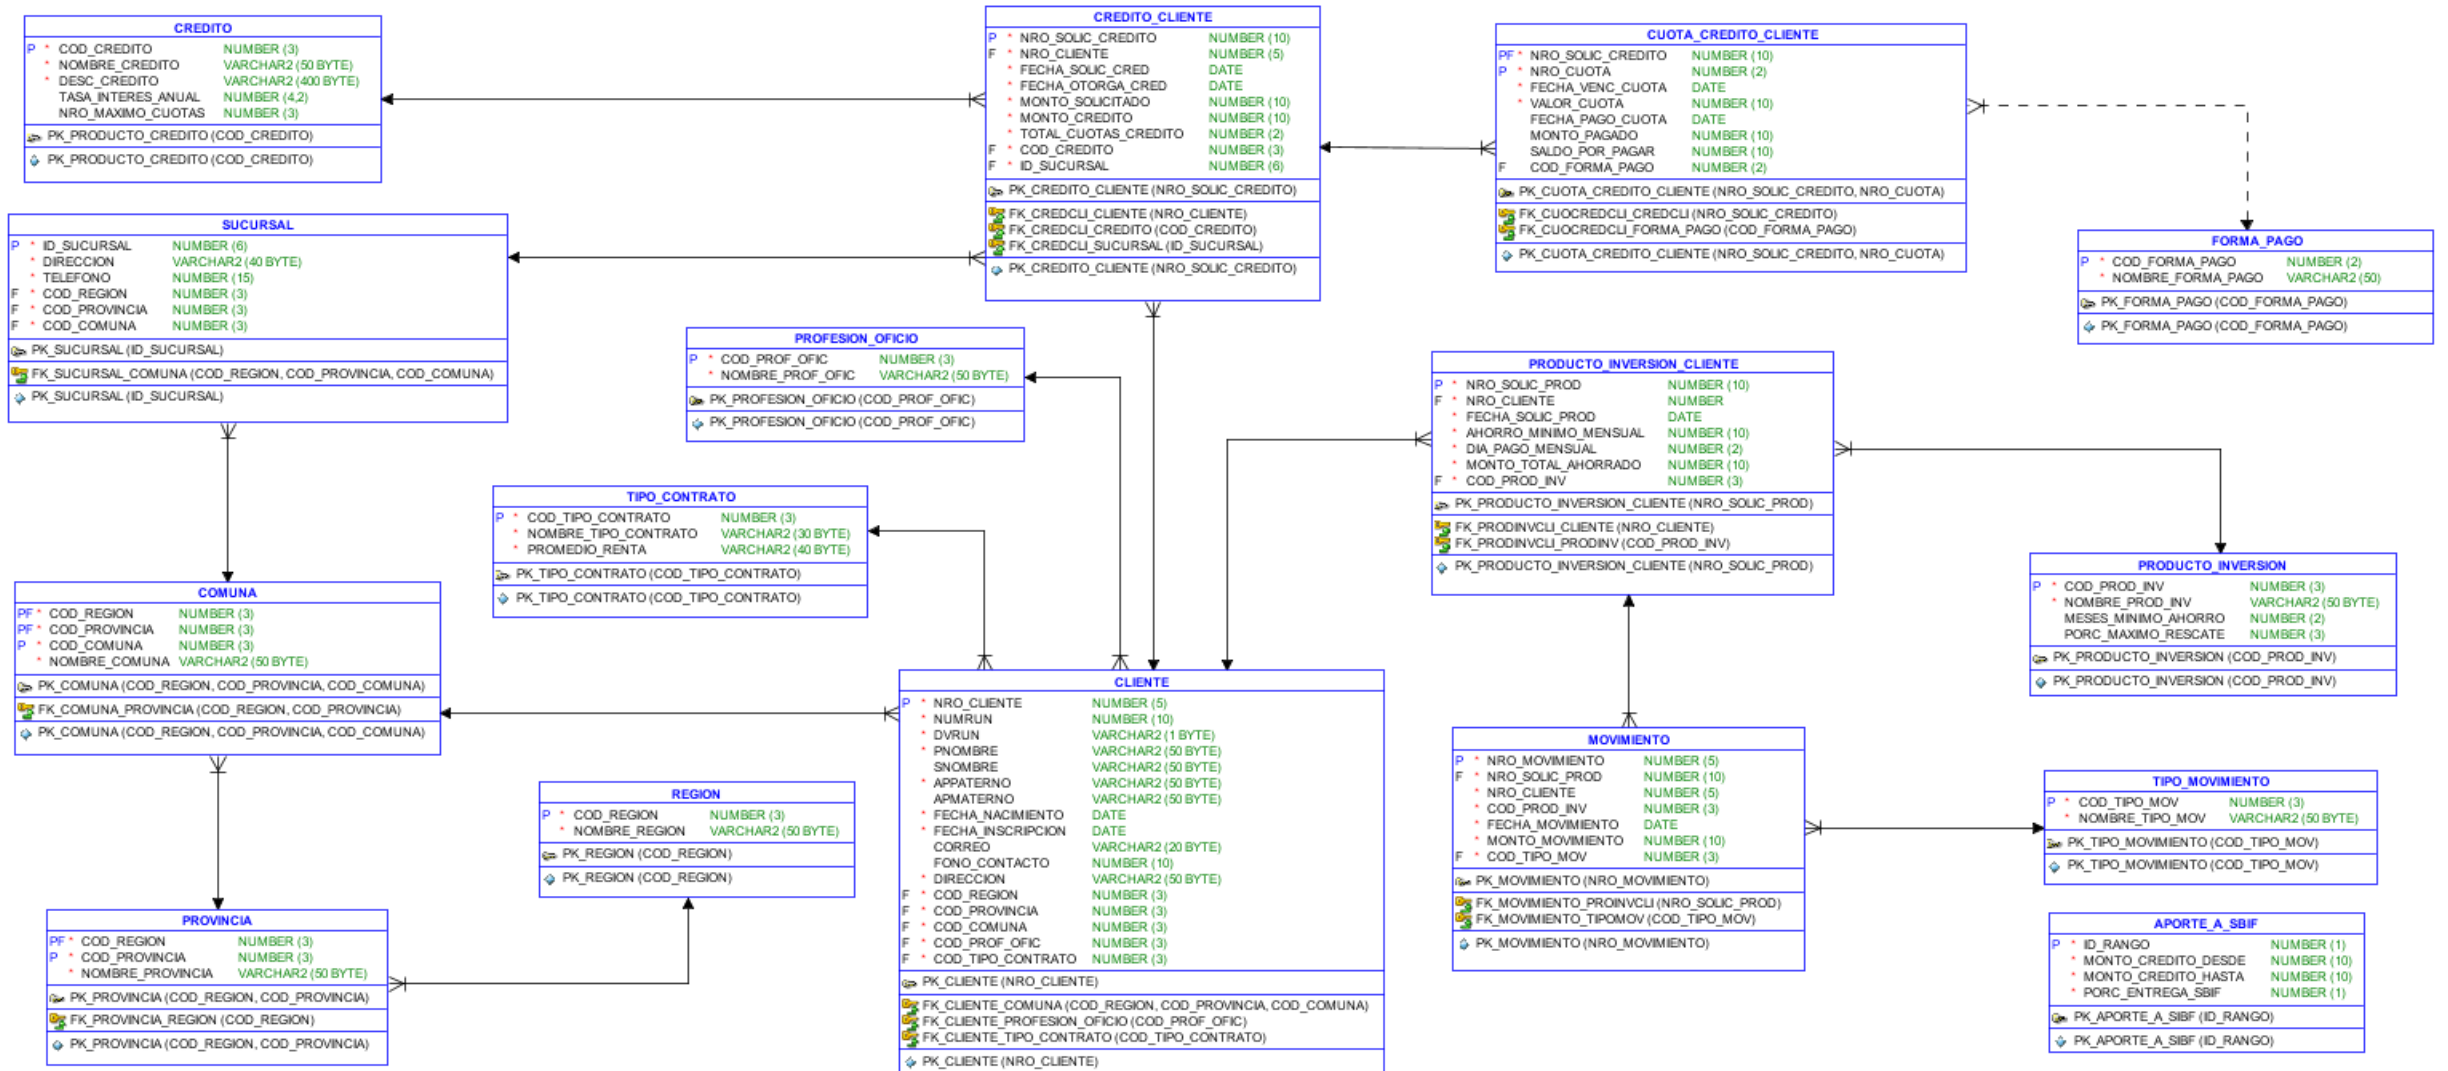 CREDITO
P * COD_CREDITO NUMBER (3)
* NOMBRE_CREDITO VARCHAR2 (50 BYTE)
* DESC_CREDITO VARCHAR2 (400 BYTE)
TASA_INTERES_ANUAL NUMBER (4,2)
NRO_MAXIMO_CUOTAS NUMBER (3)
PK_PRODUCTO_CREDITO (COD_CREDITO)
PK_PRODUCTO_CREDITO (COD_CREDITO)
CREDITO_CLIENTE
P * NRO_SOLIC_CREDITO NUMBER (10)
F * NRO_CLIENTE NUMBER (5)
* FECHA_SOLIC_CRED DATE
* FECHA_OTORGA_CRED DATE
* MONTO_SOLICITADO NUMBER (10)
* MONTO_CREDITO NUMBER (10)
* TOTAL_CUOTAS_CREDITO NUMBER (2)
F * COD_CREDITO NUMBER (3)
F * ID_SUCURSAL NUMBER (6)
PK_CREDITO_CLIENTE (NRO_SOLIC_CREDITO)
FK_CREDCLI_CLIENTE (NRO_CLIENTE)
FK_CREDCLI_CREDITO (COD_CREDITO)
FK_CREDCLI_SUCURSAL (ID_SUCURSAL)
PK_CREDITO_CLIENTE (NRO_SOLIC_CREDITO)
CUOTA_CREDITO_CLIENTE
PF * NRO_SOLIC_CREDITO NUMBER (10)
P * NRO_CUOTA NUMBER (2)
* FECHA_VENC_CUOTA DATE
* VALOR_CUOTA NUMBER (10)
FECHA_PAGO_CUOTA DATE
MONTO_PAGADO NUMBER (10)
SALDO_POR_PAGAR NUMBER (10)
F COD_FORMA_PAGO NUMBER (2)
PK_CUOTA_CREDITO_CLIENTE (NRO_SOLIC_CREDITO, NRO_CUOTA)
FK_CUOCREDCLI_CREDCLI (NRO_SOLIC_CREDITO)
FK_CUOCREDCLI_FORMA_PAGO (COD_FORMA_PAGO)
PK_CUOTA_CREDITO_CLIENTE (NRO_SOLIC_CREDITO, NRO_CUOTA)
SUCURSAL
P * ID_SUCURSAL NUMBER (6)
* DIRECCION VARCHAR2 (40 BYTE)
* TELEFONO NUMBER (15)
F * COD_REGION NUMBER (3)
F * COD_PROVINCIA NUMBER (3)
F * COD_COMUNA NUMBER (3)
PK_SUCURSAL (ID_SUCURSAL)
FK_SUCURSAL_COMUNA (COD_REGION, COD_PROVINCIA, COD_COMUNA)
PK_SUCURSAL (ID_SUCURSAL)
FORMA_PAGO
P * COD_FORMA_PAGO NUMBER (2)
* NOMBRE_FORMA_PAGO VARCHAR2 (50)
PK_FORMA_PAGO (COD_FORMA_PAGO)
PK_FORMA_PAGO (COD_FORMA_PAGO)
PROFESION_OFICIO
P * COD_PROF_OFIC NUMBER (3)
* NOMBRE_PROF_OFIC VARCHAR2 (50 BYTE)
PK_PROFESION_OFICIO (COD_PROF_OFIC)
PK_PROFESION_OFICIO (COD_PROF_OFIC)
PRODUCTO_INVERSION_CLIENTE
P * NRO_SOLIC_PROD NUMBER (10)
F * NRO_CLIENTE NUMBER
* FECHA_SOLIC_PROD DATE
* AHORRO_MINIMO_MENSUAL NUMBER (10)
* DIA_PAGO_MENSUAL NUMBER (2)
* MONTO_TOTAL_AHORRADO NUMBER (10)
F * COD_PROD_INV NUMBER (3)
PK_PRODUCTO_INVERSION_CLIENTE (NRO_SOLIC_PROD)
FK_PRODINVCLI_CLIENTE (NRO_CLIENTE)
FK_PRODINVCLI_PRODINV (COD_PROD_INV)
PK_PRODUCTO_INVERSION_CLIENTE (NRO_SOLIC_PROD)
TIPO_CONTRATO
P * COD_TIPO_CONTRATO NUMBER (3)
* NOMBRE_TIPO_CONTRATO VARCHAR2 (30 BYTE)
* PROMEDIO_RENTA VARCHAR2 (40 BYTE)
PK_TIPO_CONTRATO (COD_TIPO_CONTRATO)
PK_TIPO_CONTRATO (COD_TIPO_CONTRATO)
PRODUCTO_INVERSION
P * COD_PROD_INV NUMBER (3)
* NOMBRE_PROD_INV VARCHAR2 (50 BYTE)
MESES_MINIMO_AHORRO NUMBER (2)
PORC_MAXIMO_RESCATE NUMBER (3)
PK_PRODUCTO_INVERSION (COD_PROD_INV)
PK_PRODUCTO_INVERSION (COD_PROD_INV)
COMUNA
PF * COD_REGION NUMBER (3)
PF * COD_PROVINCIA NUMBER (3)
P * COD_COMUNA NUMBER (3)
* NOMBRE_COMUNA VARCHAR2 (50 BYTE)
PK_COMUNA (COD_REGION, COD_PROVINCIA, COD_COMUNA)
FK_COMUNA_PROVINCIA (COD_REGION, COD_PROVINCIA)
PK_COMUNA (COD_REGION, COD_PROVINCIA, COD_COMUNA)
CLIENTE
P * NRO_CLIENTE NUMBER (5)
* NUMRUN NUMBER (10)
* DVRUN VARCHAR2 (1 BYTE)
* PNOMBRE VARCHAR2 (50 BYTE)
SNOMBRE VARCHAR2 (50 BYTE)
* APPATERNO VARCHAR2 (50 BYTE)
APMATERNO VARCHAR2 (50 BYTE)
* FECHA_NACIMIENTO DATE
* FECHA_INSCRIPCION DATE
CORREO VARCHAR2 (20 BYTE)
FONO_CONTACTO NUMBER (10)
* DIRECCION VARCHAR2 (50 BYTE)
F * COD_REGION NUMBER (3)
F * COD_PROVINCIA NUMBER (3)
F * COD_COMUNA NUMBER (3)
F * COD_PROF_OFIC NUMBER (3)
F * COD_TIPO_CONTRATO NUMBER (3)
PK_CLIENTE (NRO_CLIENTE)
FK_CLIENTE_COMUNA (COD_REGION, COD_PROVINCIA, COD_COMUNA)
FK_CLIENTE_PROFESION_OFICIO (COD_PROF_OFIC)
FK_CLIENTE_TIPO_CONTRATO (COD_TIPO_CONTRATO)
PK_CLIENTE (NRO_CLIENTE)
MOVIMIENTO
P * NRO_MOVIMIENTO NUMBER (5)
F * NRO_SOLIC_PROD NUMBER (10)
* NRO_CLIENTE NUMBER (5)
* COD_PROD_INV NUMBER (3)
* FECHA_MOVIMIENTO DATE
* MONTO_MOVIMIENTO NUMBER (10)
F * COD_TIPO_MOV NUMBER (3)
PK_MOVIMIENTO (NRO_MOVIMIENTO)
FK_MOVIMIENTO_PROINVCLI (NRO_SOLIC_PROD)
FK_MOVIMIENTO_TIPOMOV (COD_TIPO_MOV)
PK_MOVIMIENTO (NRO_MOVIMIENTO)
TIPO_MOVIMIENTO
P * COD_TIPO_MOV NUMBER (3)
* NOMBRE_TIPO_MOV VARCHAR2 (50 BYTE)
PK_TIPO_MOVIMIENTO (COD_TIPO_MOV)
PK_TIPO_MOVIMIENTO (COD_TIPO_MOV)
REGION
P * COD_REGION NUMBER (3)
* NOMBRE_REGION VARCHAR2 (50 BYTE)
PK_REGION (COD_REGION)
PK_REGION (COD_REGION)
PROVINCIA
PF * COD_REGION NUMBER (3)
P * COD_PROVINCIA NUMBER (3)
* NOMBRE_PROVINCIA VARCHAR2 (50 BYTE)
PK_PROVINCIA (COD_REGION, COD_PROVINCIA)
FK_PROVINCIA_REGION (COD_REGION)
PK_PROVINCIA (COD_REGION, COD_PROVINCIA)
APORTE_A_SBIF
P * ID_RANGO NUMBER (1)
* MONTO_CREDITO_DESDE NUMBER (10)
* MONTO_CREDITO_HASTA NUMBER (10)
* PORC_ENTREGA_SBIF NUMBER (1)
PK_APORTE_A_SIBF (ID_RANGO)
PK_APORTE_A_SIBF (ID_RANGO)